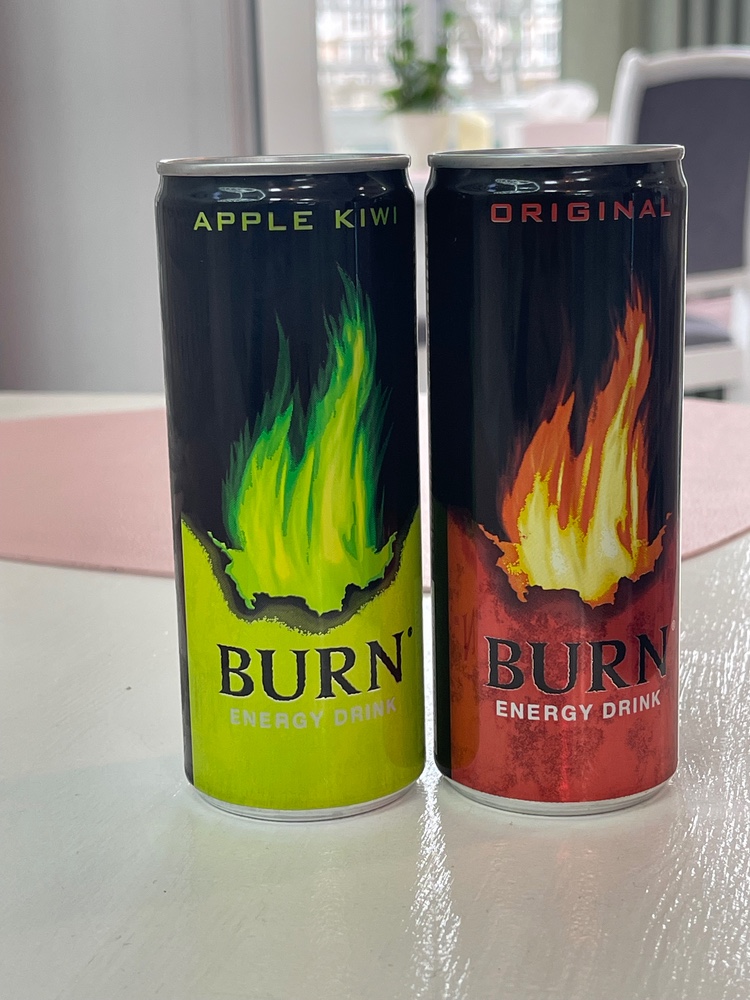 APPLE KIWI
BURN
ENERGY DRINK
ORIGINAL
BURN
ENERGY DRINK